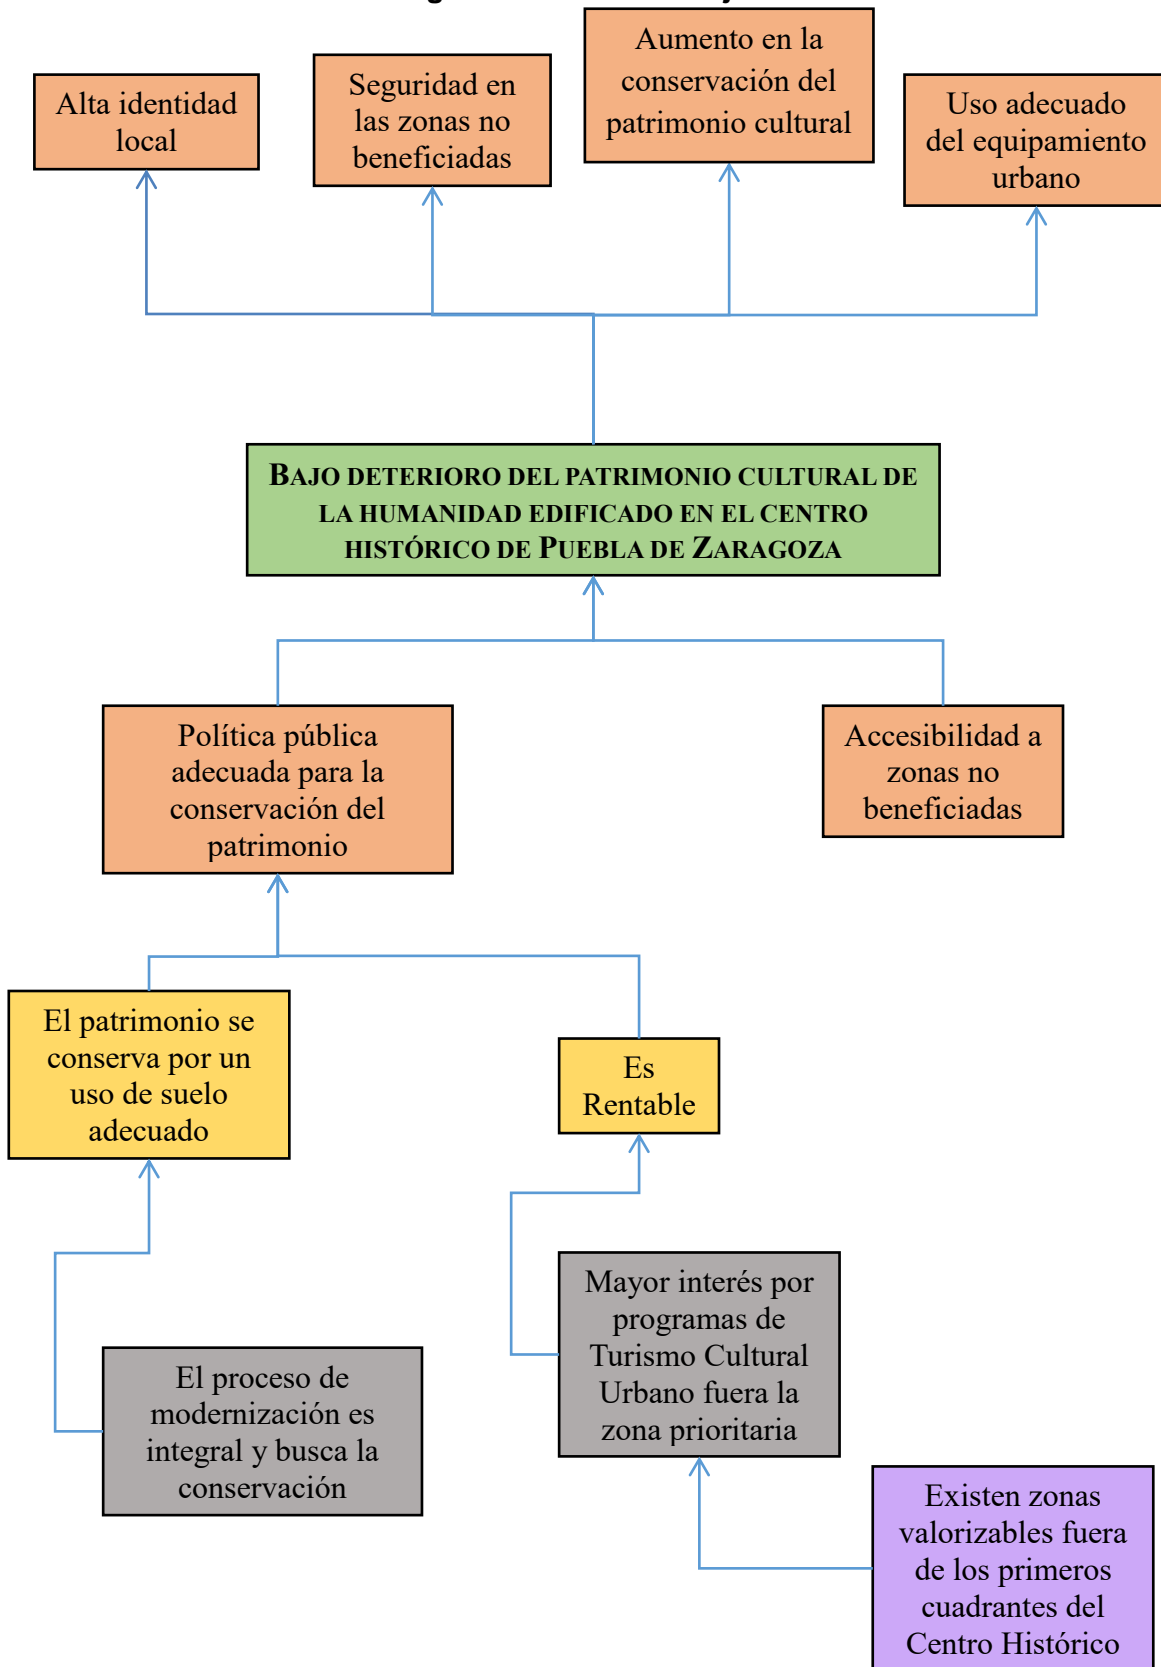 Aumento en la
conservación del
patrimonio cultural
Alta identidad
local
Seguridad en
las zonas no
beneficiadas
Uso adecuado
del equipamiento
urbano
BAJO DETERIORO DEL PATRIMONIO CULTURAL DE
LA HUMANIDAD EDIFICADO EN EL CENTRO
HISTÓRICO DE PUEBLA DE ZARAGOZA
Política pública
adecuada para la
conservación del
patrimonio
Accesibilidad a
zonas no
beneficiadas
El patrimonio se
conserva por un
uso de suelo
adecuado
Es
Rentable
El proceso de
modernización es
integral y busca la
conservación
Mayor interés por
programas de
Turismo Cultural
Urbano fuera la
zona prioritaria
Existen zonas
valorizables fuera
de los primeros
cuadrantes del
Centro Histórico